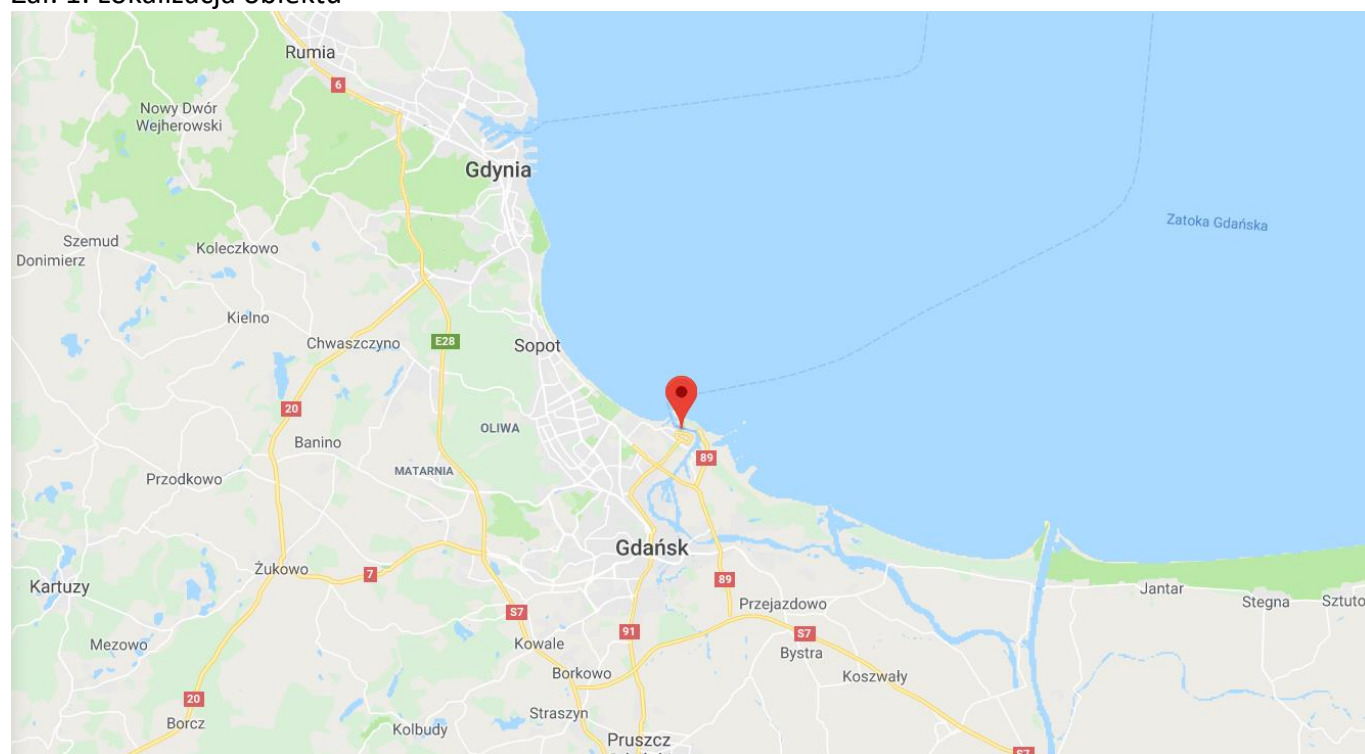 Zał. 1. Lokalizacja obiektu
Rumia
6
Nowy Dwór
Wejherowski
Gdynia
Zatoka Gdańska
Szemud
Koleczkowo
Donimierz
Kielno
Chwaszczyno
E28
Sopot
20
OLIWA
Banino
MATARNIA
89
Przodkowo
Gdańsk
Żukowo
7
Kartuzy
89
Jantar
Stegna
Sztuto
Przejazdowo
S7
91
S7
Mezowo
Kowale
Bystra
Borkowo
Koszwały
20
Straszyn
Borcz
Kolbudy
Pruszcz
S7